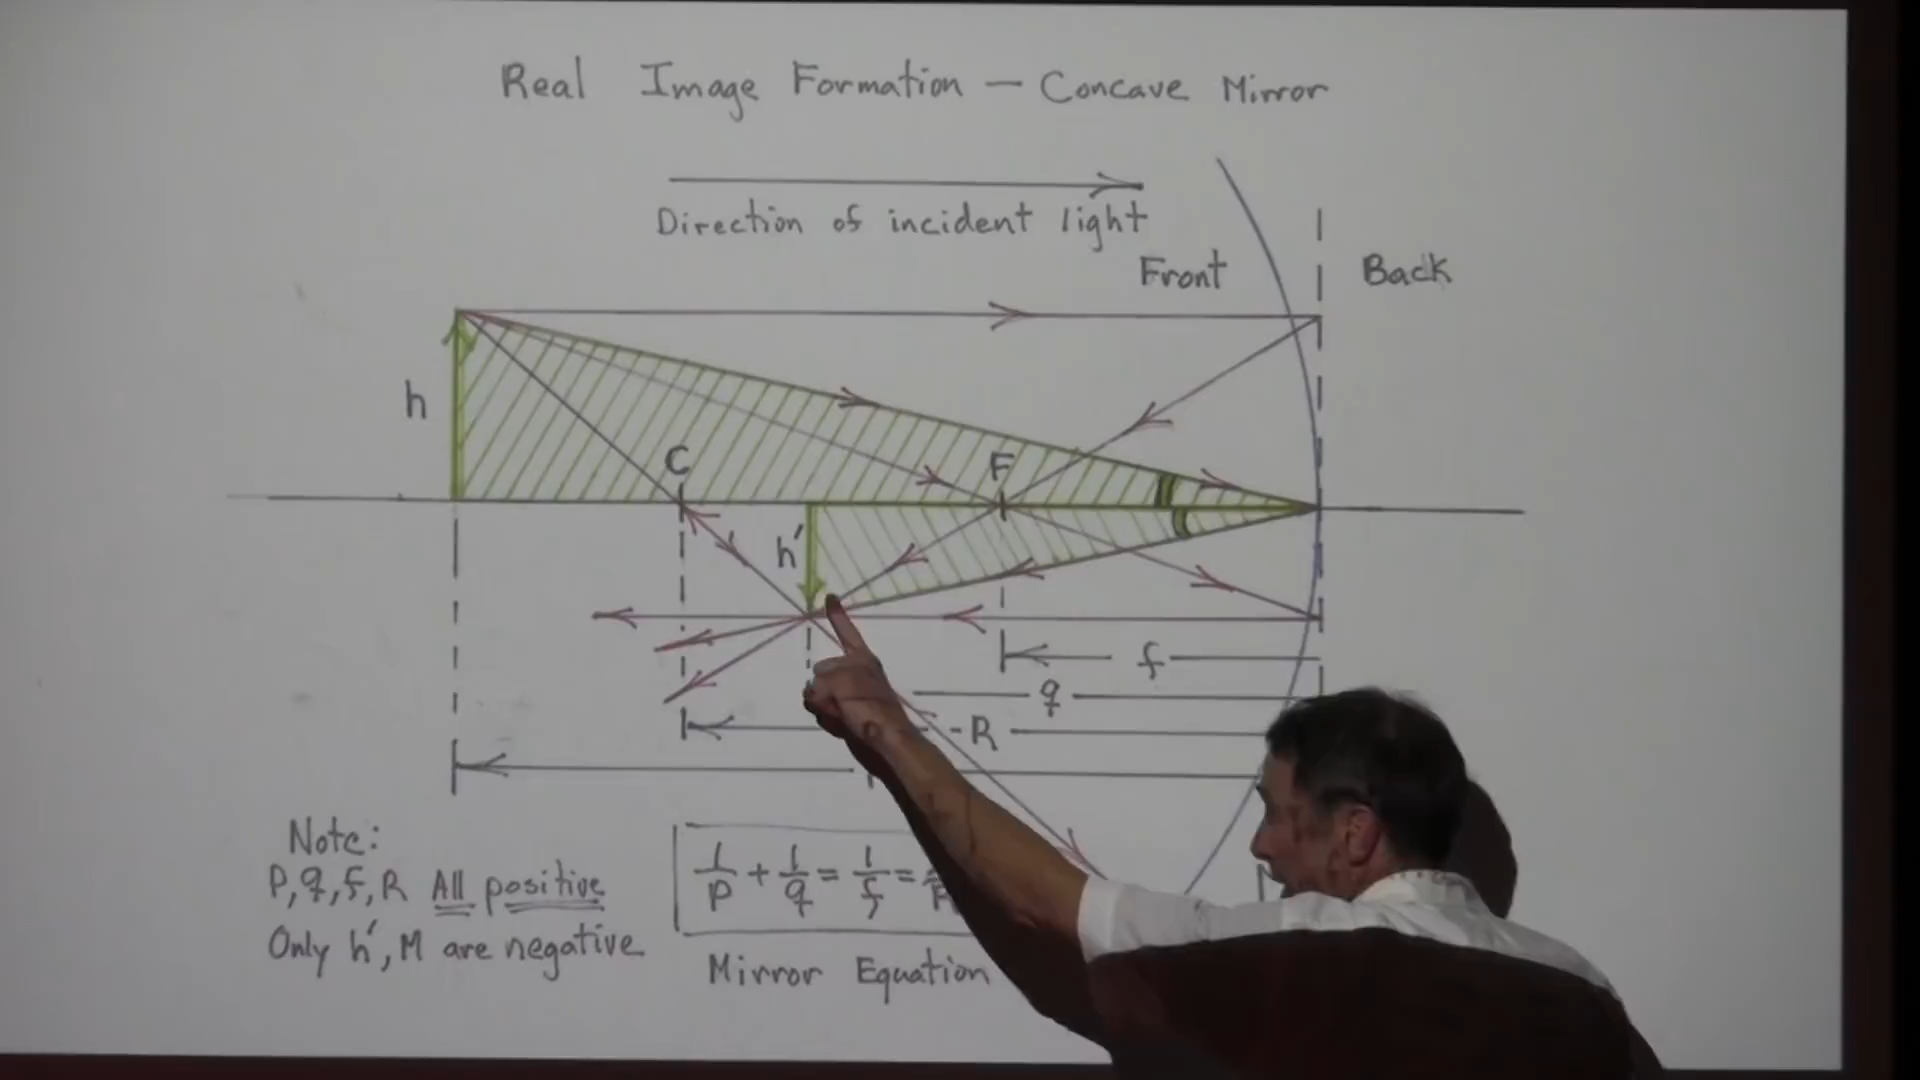 Real Image Formation — Concave Mirror
Direction of incident light
Front
Back
h
C
F
h'
f
q
R
Note:
P, q, f, R All positive
Only h', M are negative
1/P + 1/q = 1/f =
Mirror Equation